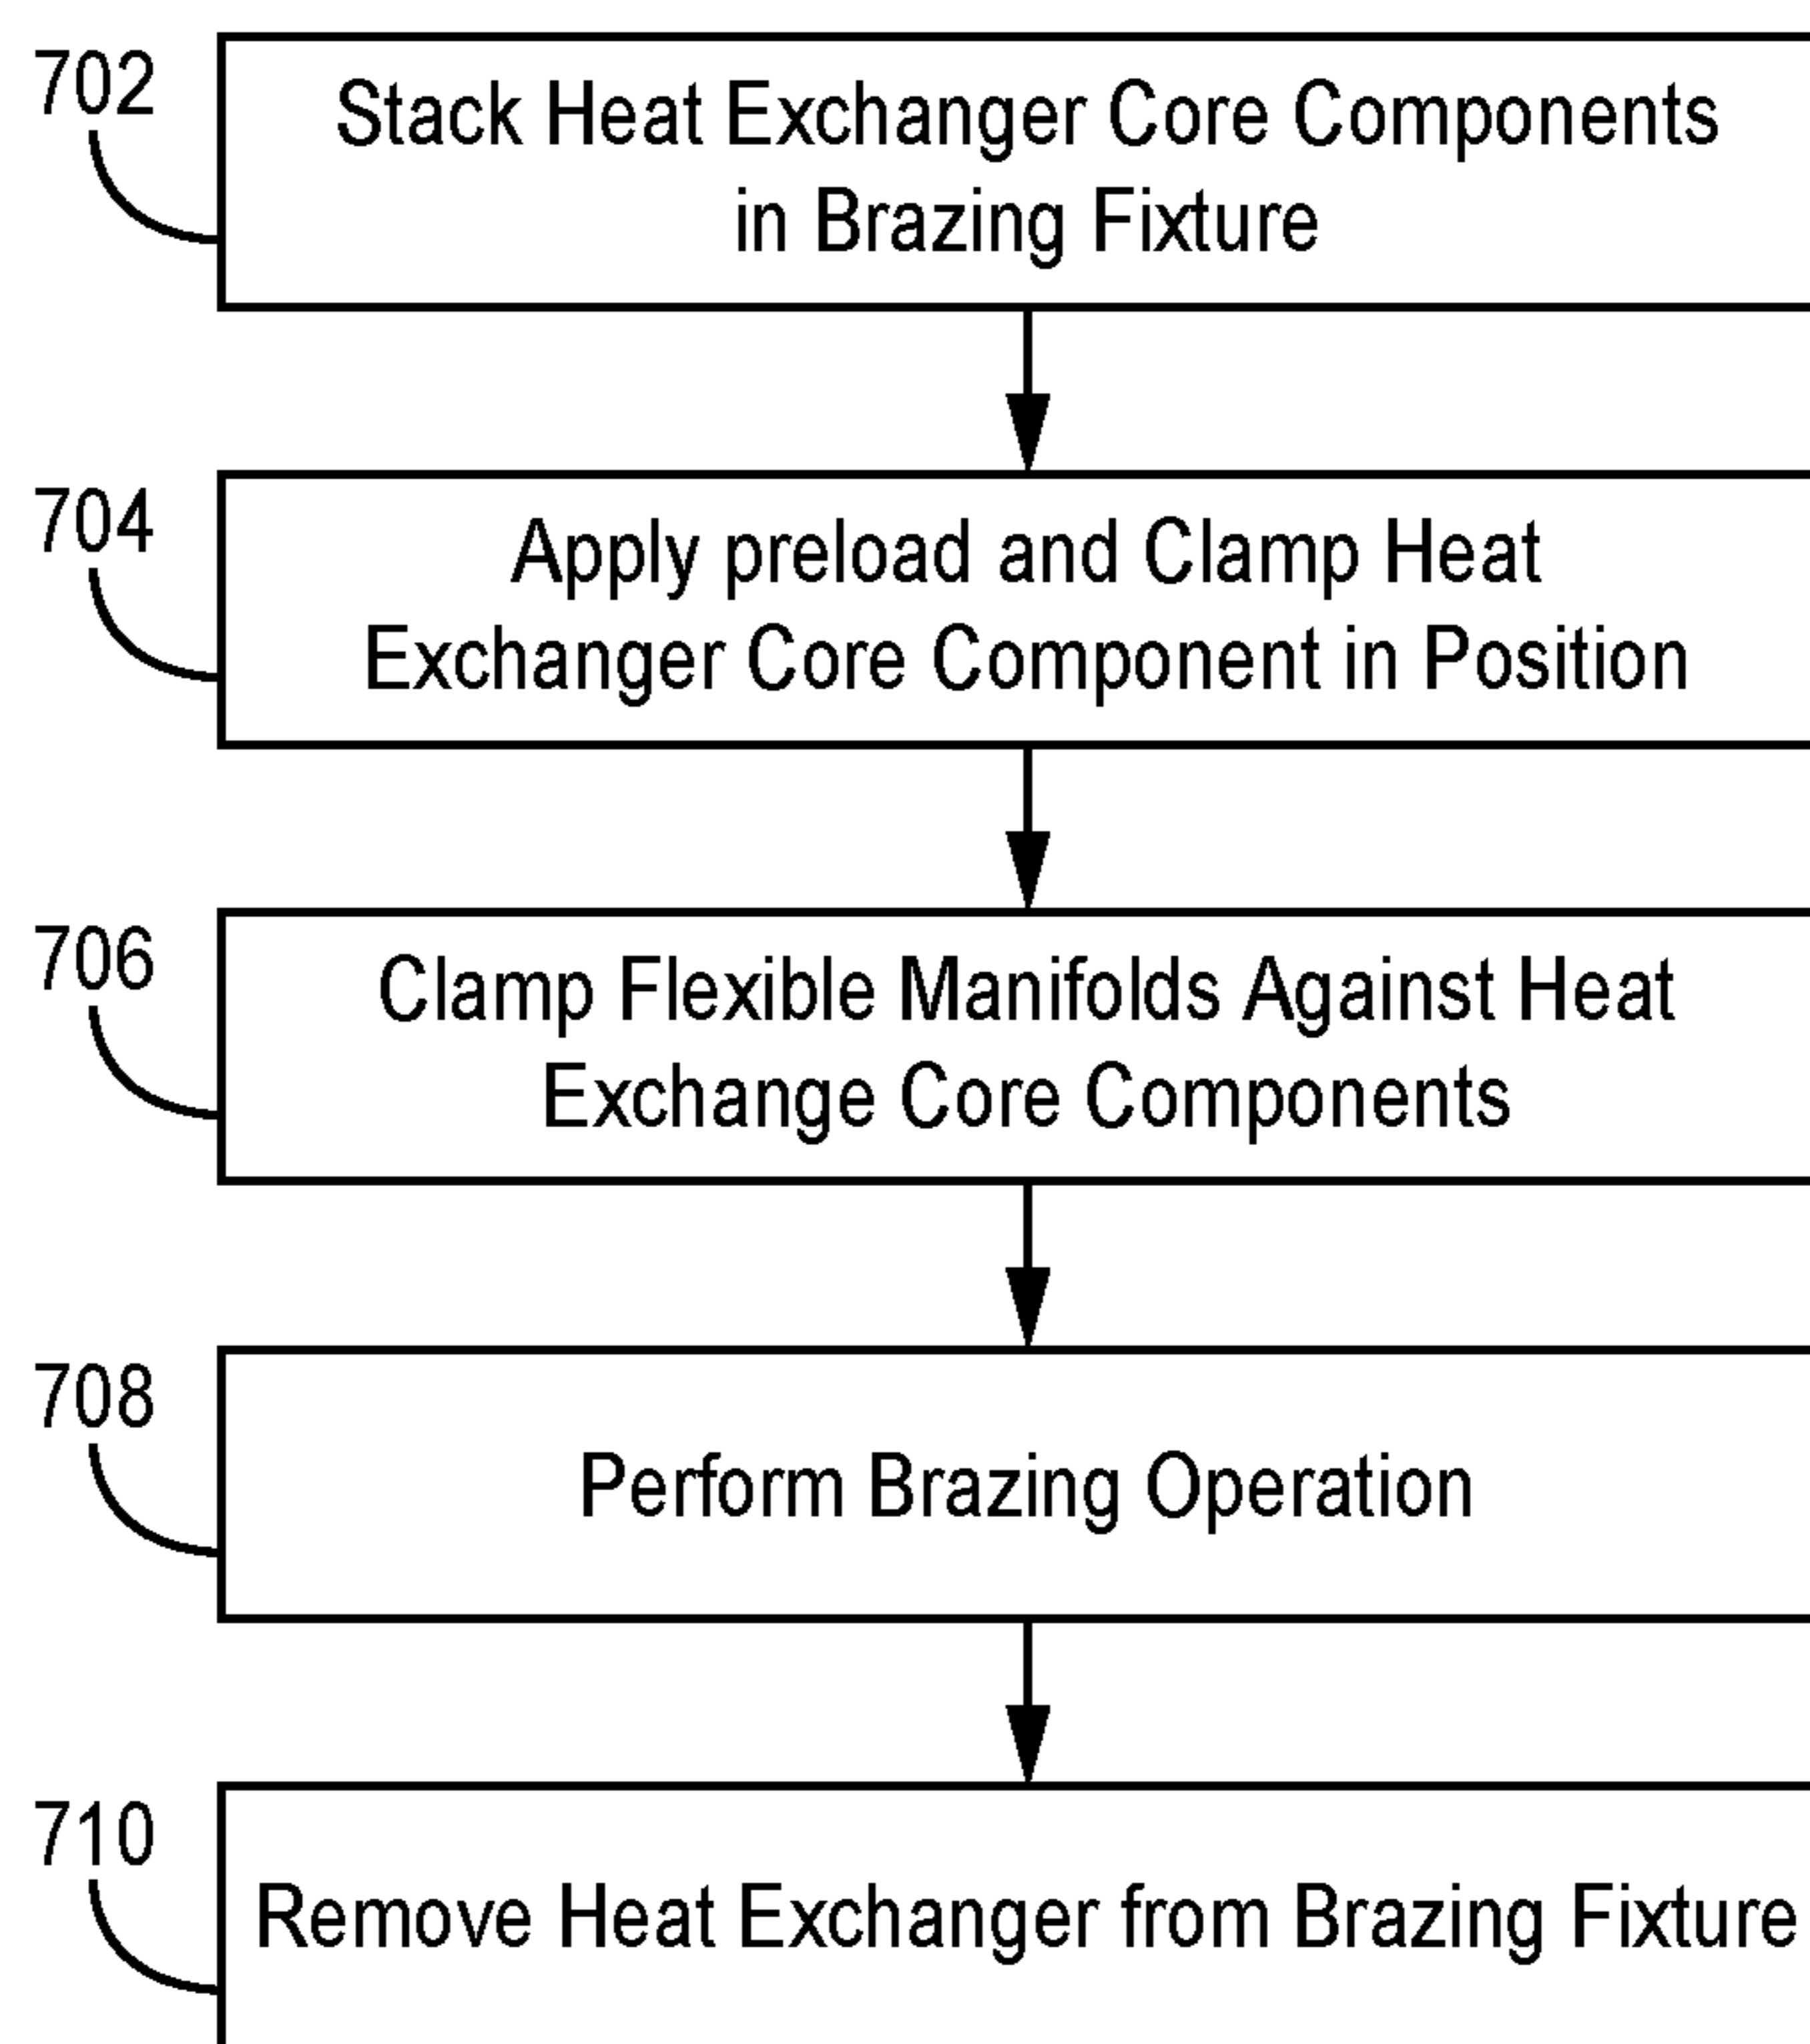 702
Stack Heat Exchanger Core Components
in Brazing Fixture
704
Apply preload and Clamp Heat
Exchanger Core Component in Position
706
Clamp Flexible Manifolds Against Heat
Exchange Core Components
708
Perform Brazing Operation
710
Remove Heat Exchanger from Brazing Fixture